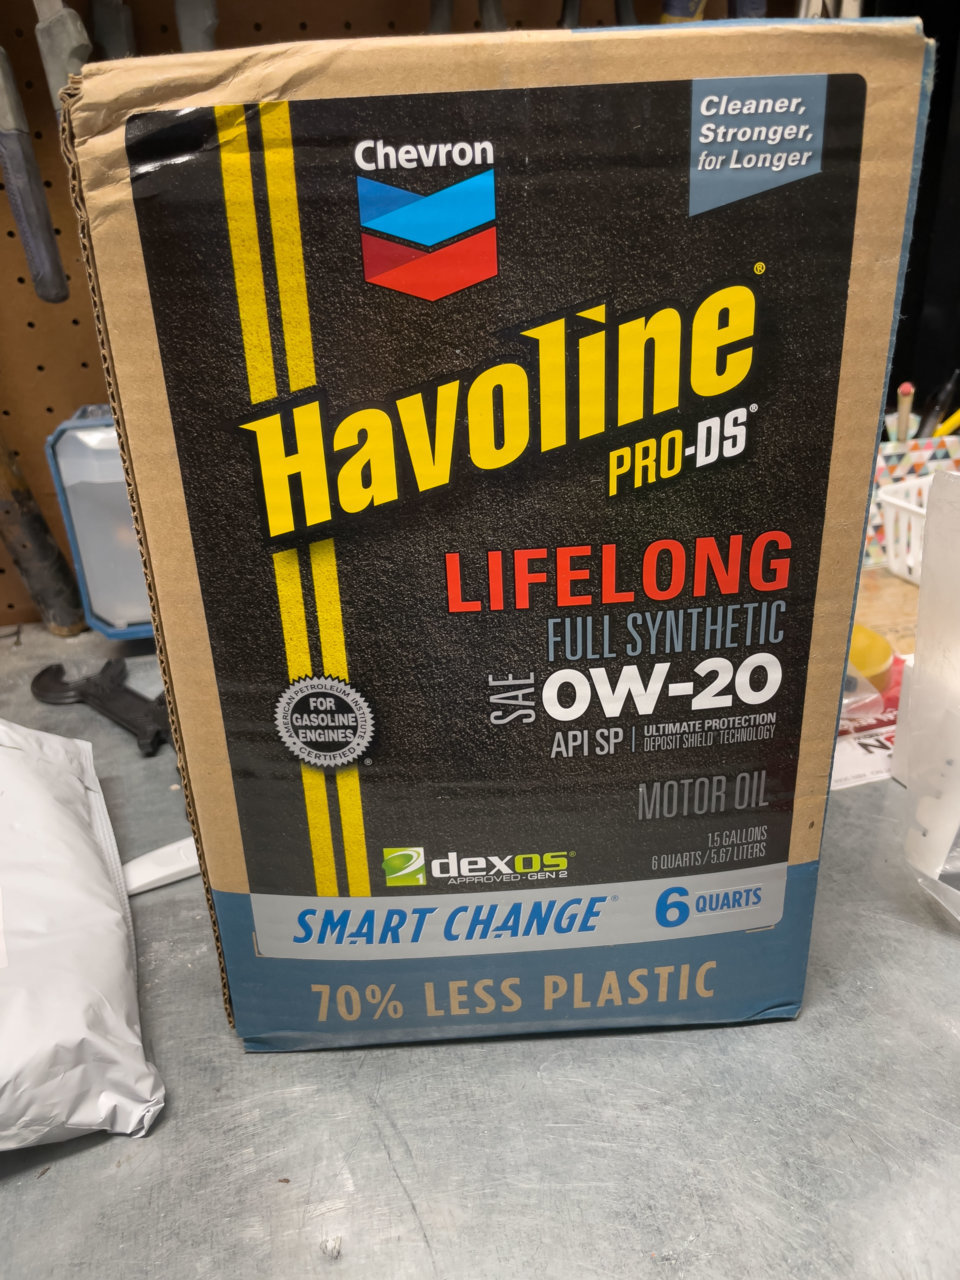 Cleaner,
Stronger,
for Longer
Chevron
Havoline®
PRO-DS®
LIFELONG
FULL SYNTHETIC
SAE 0W-20
API SP | ULTIMATE PROTECTION
DEPOSIT SHIELD™ TECHNOLOGY
AMERICAN PETROLEUM INSTITUTE
FOR
GASOLINE
ENGINES
CERTIFIED
®
MOTOR OIL
1.5 GALLONS
6 QUARTS / 5.67 LITERS
dexos®
APPROVED-GEN 2
SMART CHANGE® 6 QUARTS
70% LESS PLASTIC